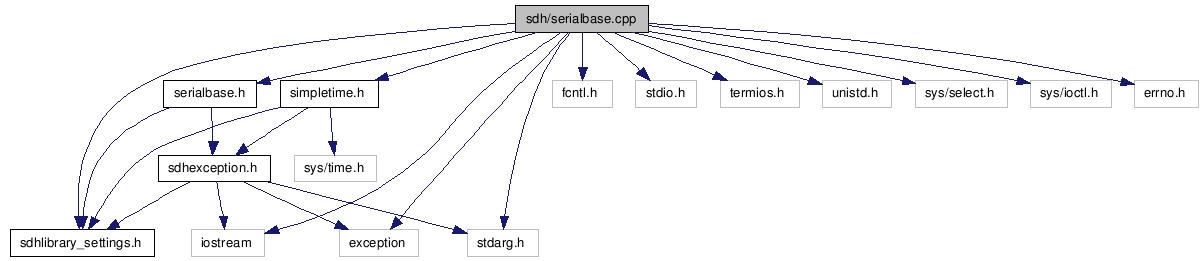 sdh/serialbase.cpp
serialbase.h
simpletime.h
fcntl.h
stdio.h
termios.h
unistd.h
sys/select.h
sys/ioctl.h
errno.h
sdhexception.h
sys/time.h
sdhlibrary_settings.h
iostream
exception
stdarg.h